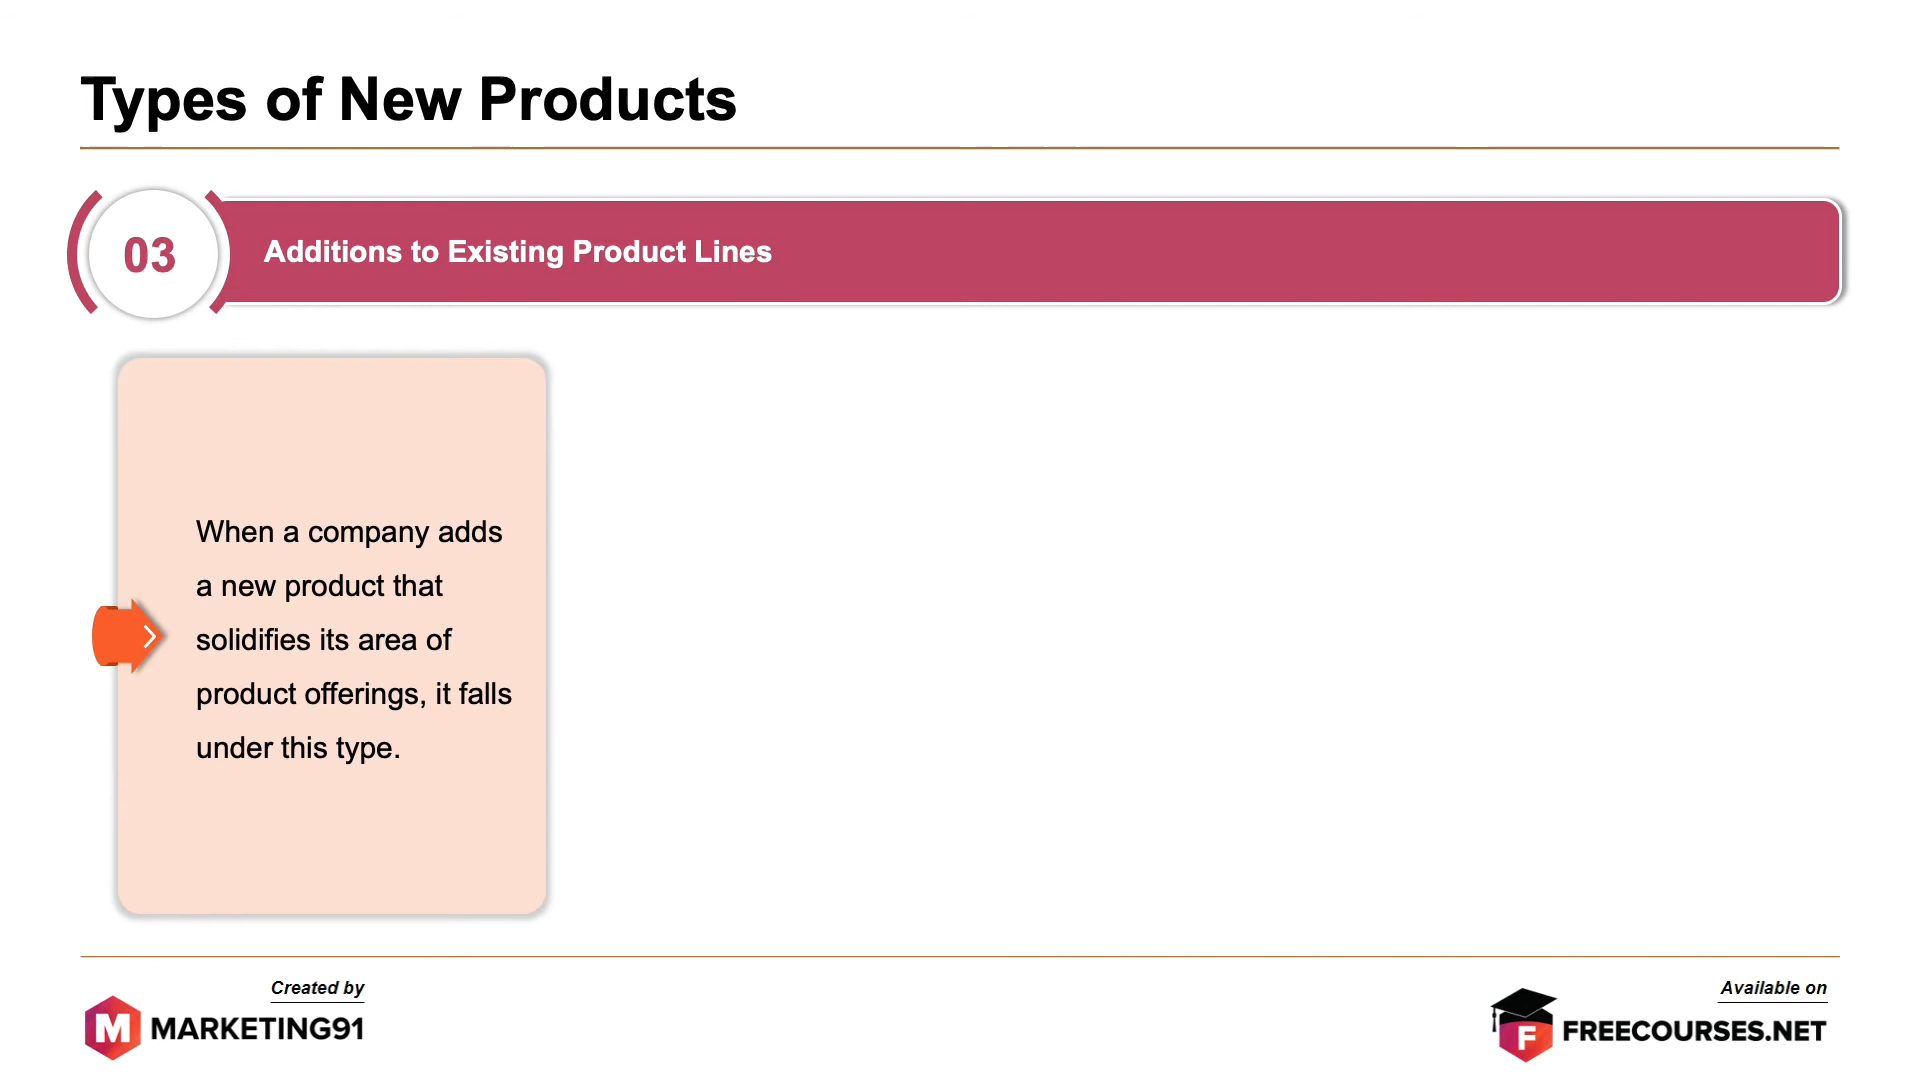 Types of New Products
03
Additions to Existing Product Lines
When a company adds
a new product that
solidifies its area of
product offerings, it falls
under this type.
Created by
M MARKETING91
Available on
F FREECOURSES.NET